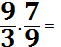 9/3 . 7/9 =